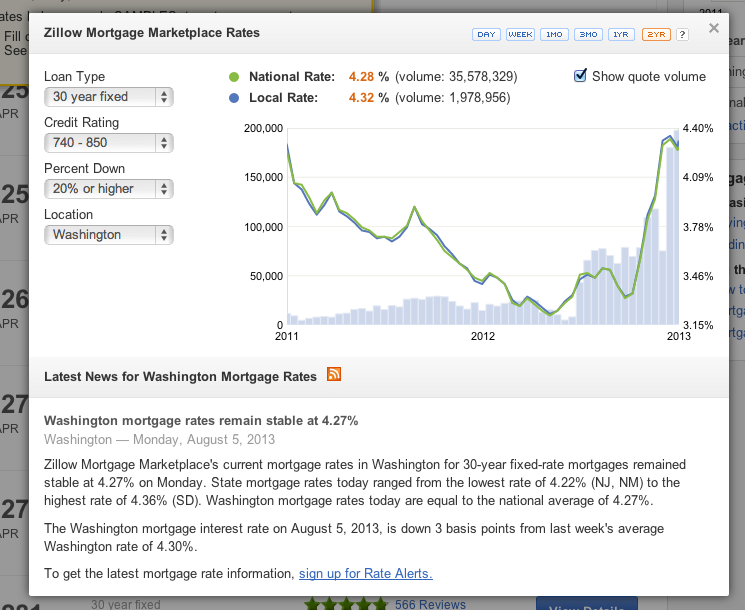 Zillow Mortgage Marketplace Rates
DAY WEEK 1MO 3MO 1YR 2YR ?
Loan Type
30 year fixed
Credit Rating
740 - 850
Percent Down
20% or higher
Location
Washington
National Rate: 4.28 % (volume: 35,578,329)
Local Rate: 4.32 % (volume: 1,978,956)
Show quote volume
200,000 4.40%
150,000 4.09%
100,000 3.78%
50,000 3.46%
0 3.15%
2011 2012 2013
Latest News for Washington Mortgage Rates
Washington mortgage rates remain stable at 4.27%
Washington — Monday, August 5, 2013
Zillow Mortgage Marketplace's current mortgage rates in Washington for 30-year fixed-rate mortgages remained
stable at 4.27% on Monday. State mortgage rates today ranged from the lowest rate of 4.22% (NJ, NM) to the
highest rate of 4.36% (SD). Washington mortgage rates today are equal to the national average of 4.27%.
The Washington mortgage interest rate on August 5, 2013, is down 3 basis points from last week's average
Washington rate of 4.30%.
To get the latest mortgage rate information, sign up for Rate Alerts.
30 year fixed
566 Reviews
View Details